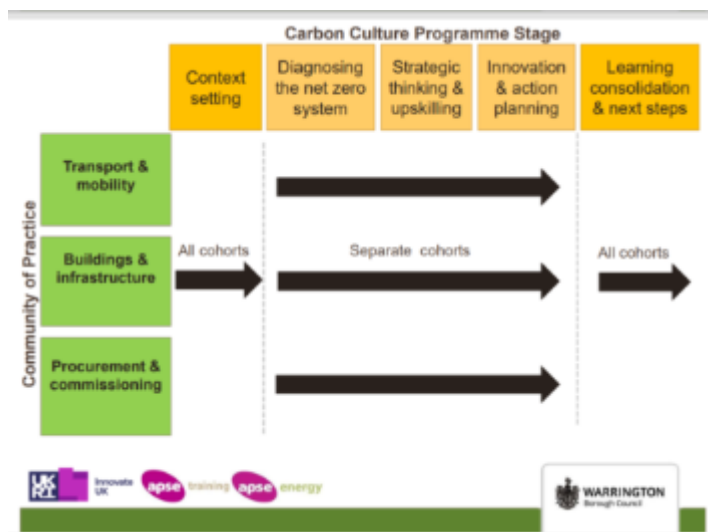 Carbon Culture Programme Stage
Context
setting
Diagnosing
the net zero
system
Strategic
thinking &
upskilling
Innovation
& action
planning
Learning
consolidation
& next steps
Community of Practice
Transport &
mobility
Buildings &
infrastructure
Procurement &
commissioning
All cohorts
Separate cohorts
All cohorts
UK
RI
Innovate
UK
apse training
apse energy
WARRINGTON
Borough Council